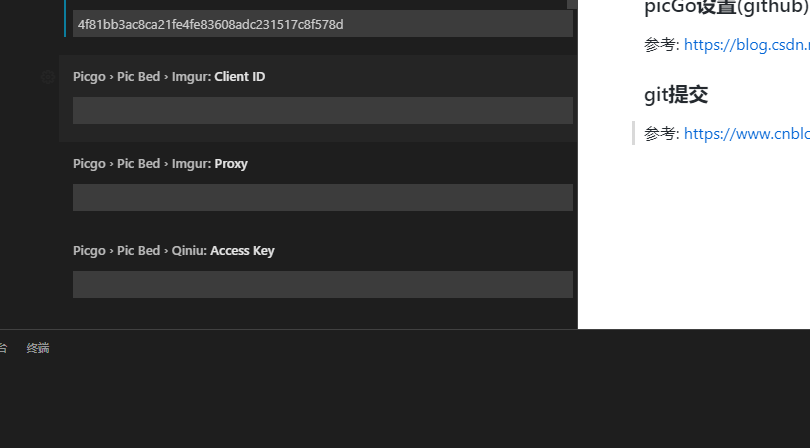 4f81bb3ac8ca21fe4fe83608adc231517c8f578d
Picgo › Pic Bed › Imgur: Client ID
Picgo › Pic Bed › Imgur: Proxy
Picgo › Pic Bed › Qiniu: Access Key
台 终端
picGo设置(github)
参考: https://blog.csdn.
git提交
参考: https://www.cnblo